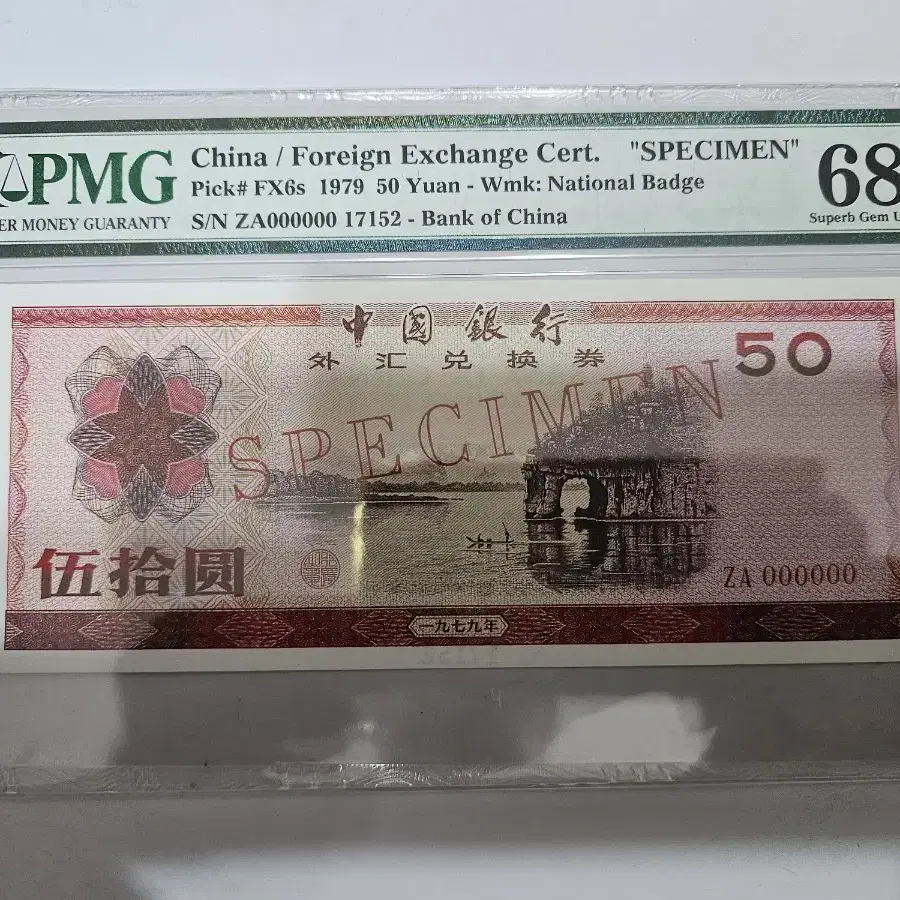 PMG
ER MONEY GUARANTY
China / Foreign Exchange Cert. "SPECIMEN"
Pick# FX6s 1979 50 Yuan - Wmk: National Badge
S/N ZA000000 17152 - Bank of China
68
Superb Gem U
中國銀行
外汇兑换券
50
SPECIMEN
伍拾圆
ZA 000000
一九七九年